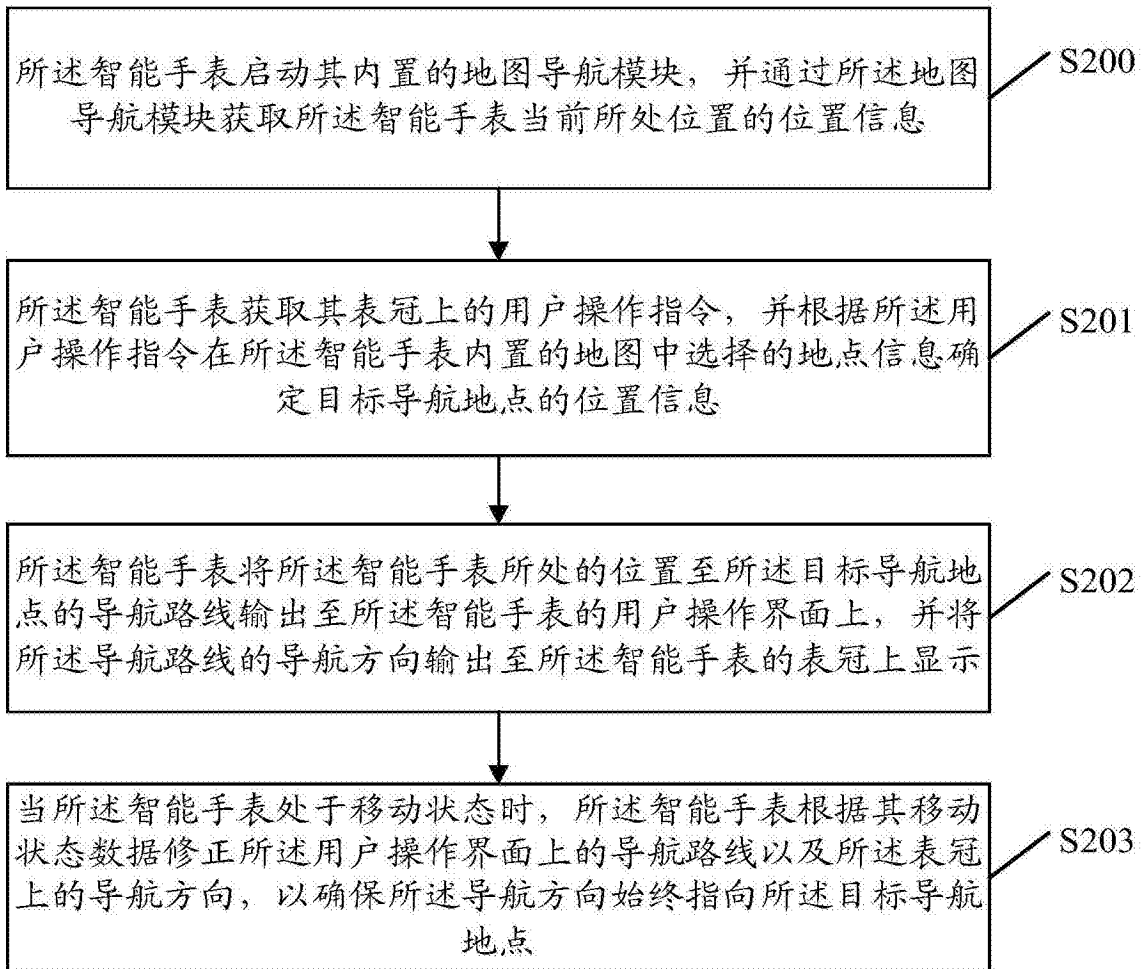 所述智能手表启动其内置的地图导航模块，并通过所述地图
导航模块获取所述智能手表当前所处位置的位置信息
S200
所述智能手表获取其表冠上的用户操作指令，并根据所述用
户操作指令在所述智能手表内置的地图中选择的地点信息确
定目标导航地点的位置信息
S201
所述智能手表将所述智能手表所处的位置至所述目标导航地
点的导航路线输出至所述智能手表的用户操作界面上，并将
所述导航路线的导航方向输出至所述智能手表的表冠上显示
S202
当所述智能手表处于移动状态时，所述智能手表根据其移动
状态数据修正所述用户操作界面上的导航路线以及所述表冠
上的导航方向，以确保所述导航方向始终指向所述目标导航
地点
S203